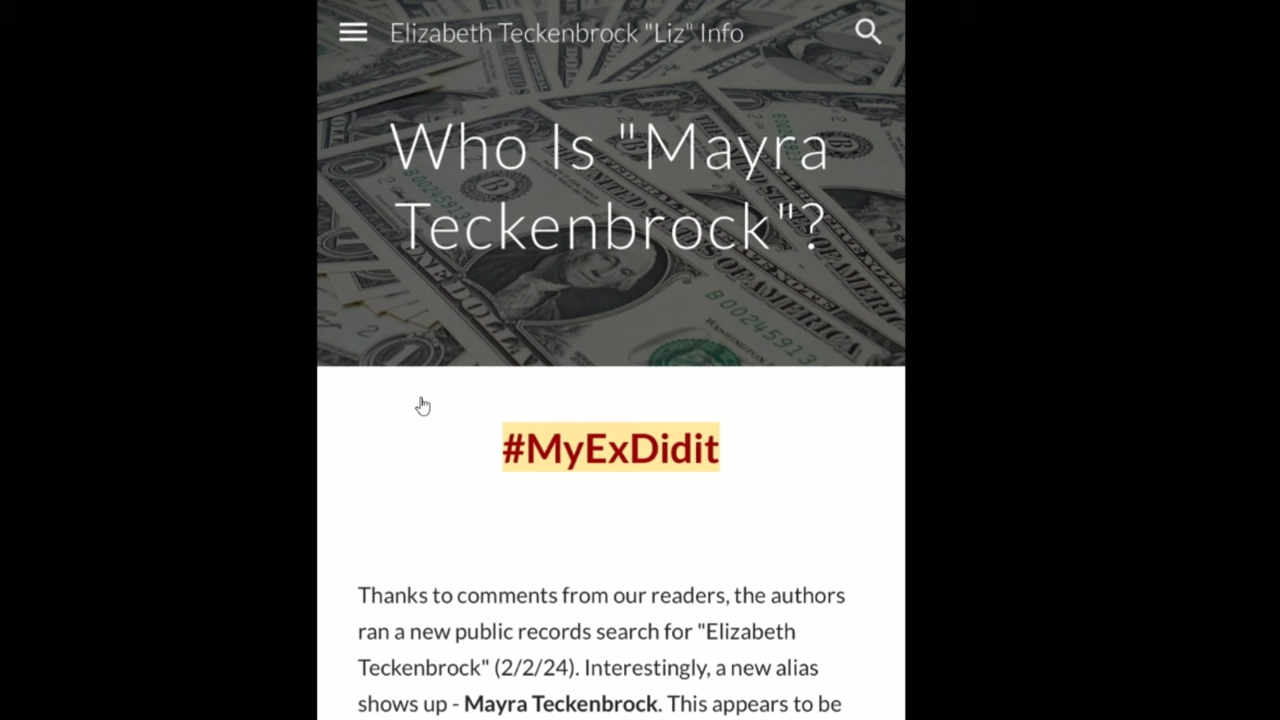 Elizabeth Teckenbrock "Liz" Info
Who Is "Mayra
Teckenbrock"?
#MyExDidit
Thanks to comments from our readers, the authors
ran a new public records search for "Elizabeth
Teckenbrock" (2/2/24). Interestingly, a new alias
shows up - Mayra Teckenbrock. This appears to be